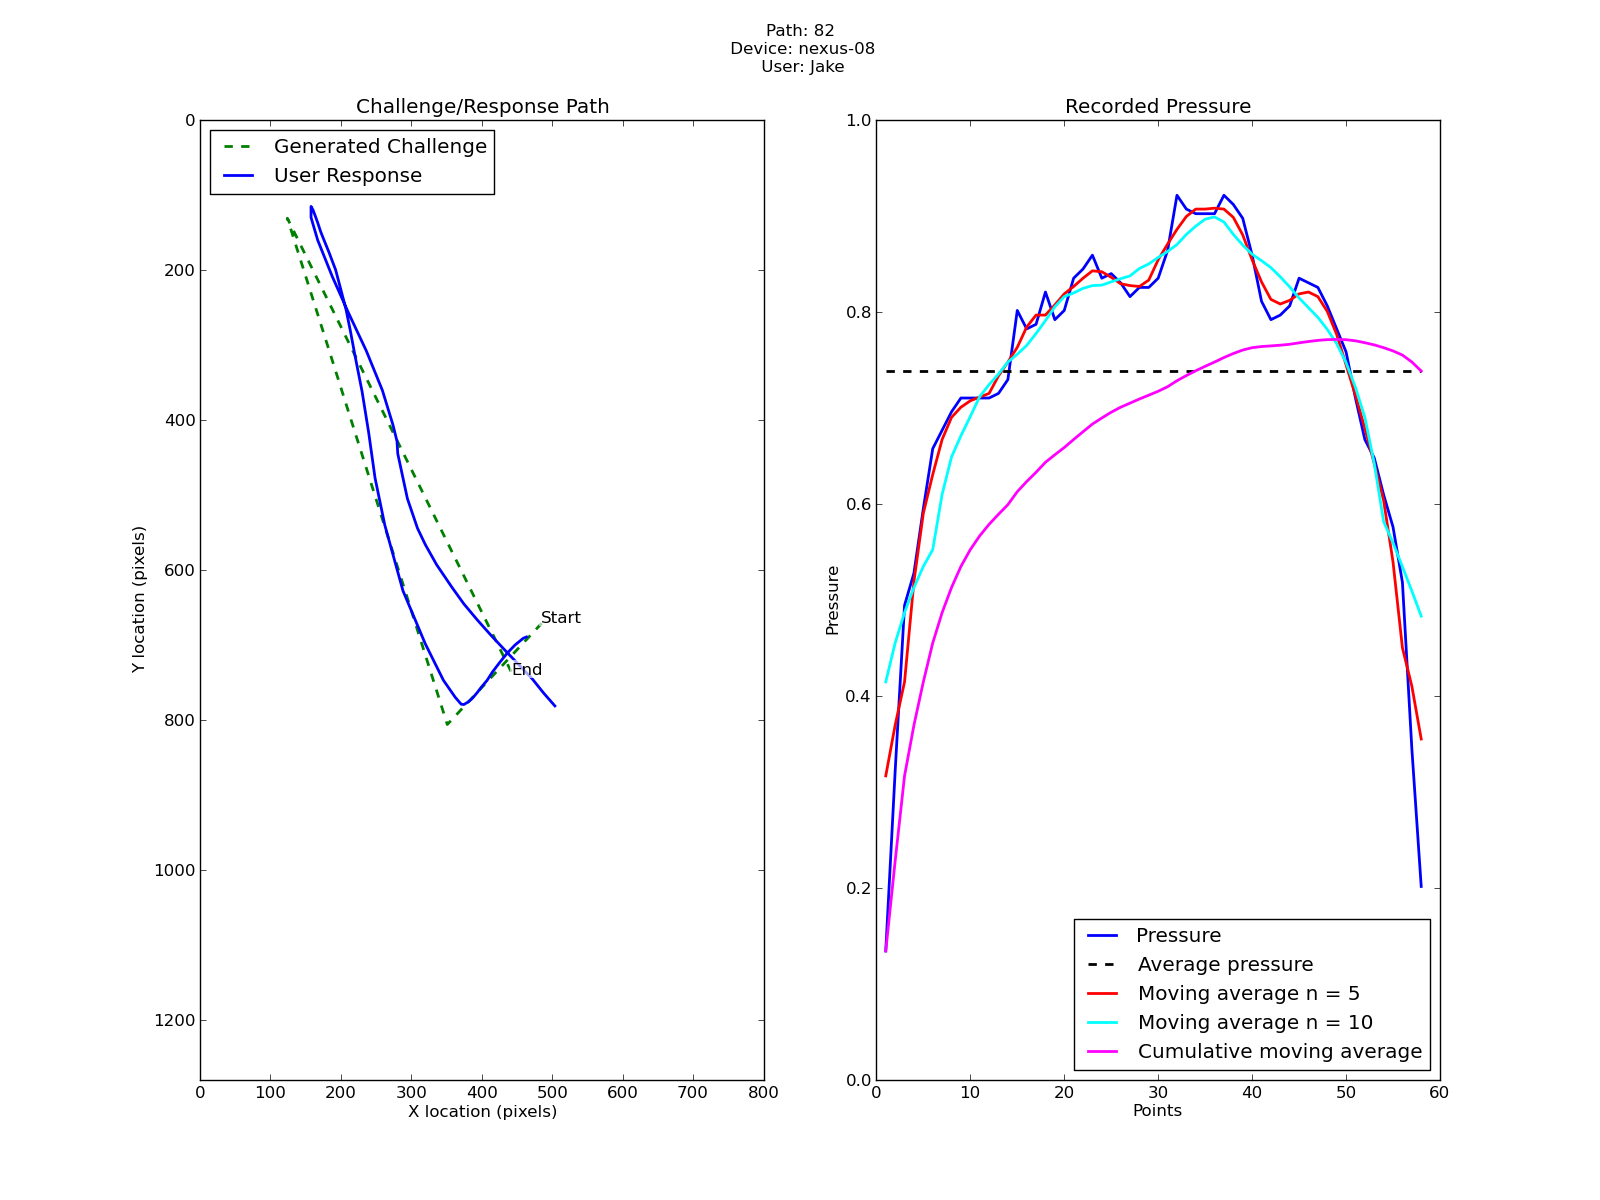 Path: 82
Device: nexus-08
User: Jake
Challenge/Response Path
Generated Challenge
User Response
Start
End
0
200
400
600
800
1000
1200
Y location (pixels)
0 100 200 300 400 500 600 700 800
X location (pixels)
Recorded Pressure
1.0
0.8
0.6
0.4
0.2
0.0
Pressure
Pressure
Average pressure
Moving average n = 5
Moving average n = 10
Cumulative moving average
0 10 20 30 40 50 60
Points